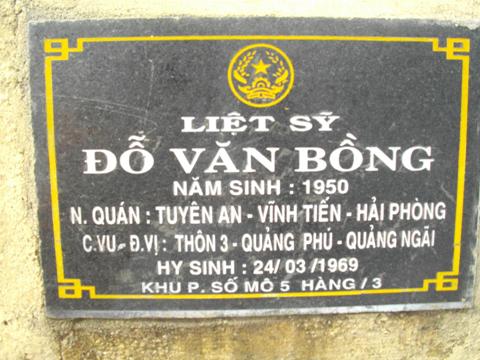 LIỆT SỸ
ĐỖ VĂN BỒNG
NĂM SINH : 1950
N. QUÁN : TUYÊN AN - VĨNH TIẾN - HẢI PHÒNG
C.VU - Đ.VỊ : THÔN 3 - QUẢNG PHÚ - QUẢNG NGÃI
HY SINH : 24/ 03 /1969
KHU P. SỐ MỘ 5 HÀNG / 3